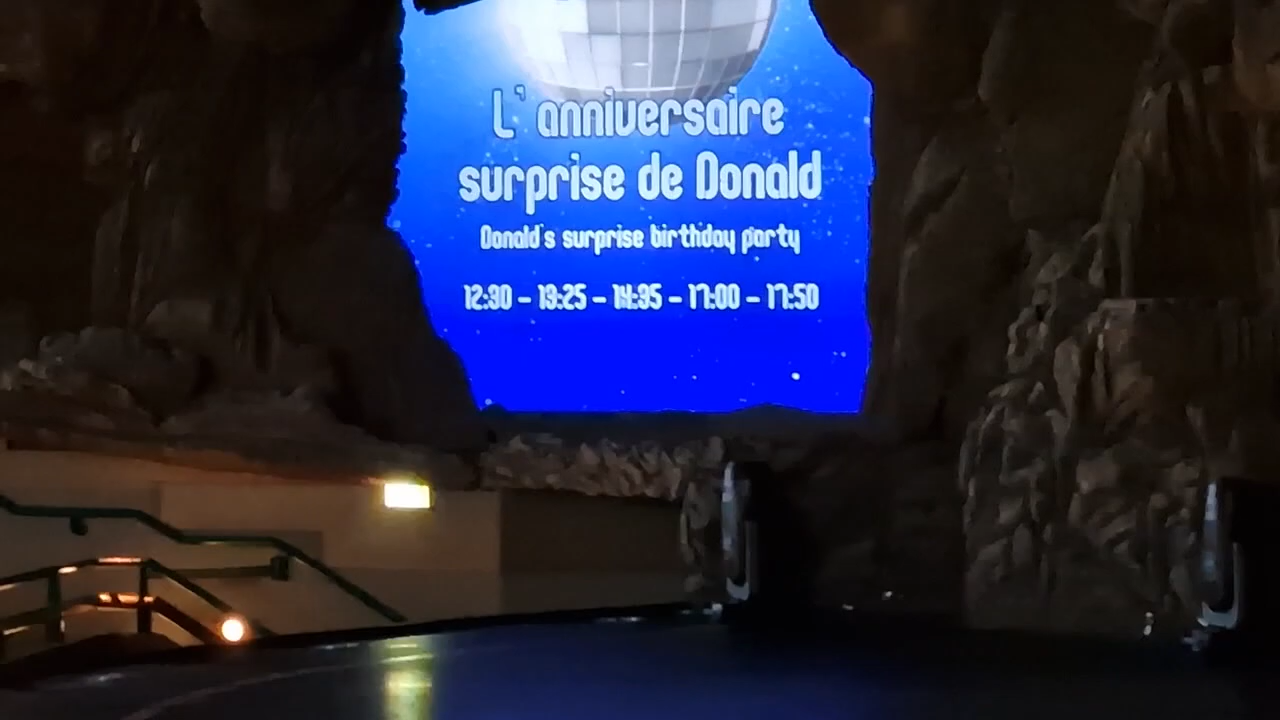 L' anniversaire
surprise de Donald
Donald's surprise birthday party
12:30 - 13:25 - 14:35 - 17:00 - 17:50